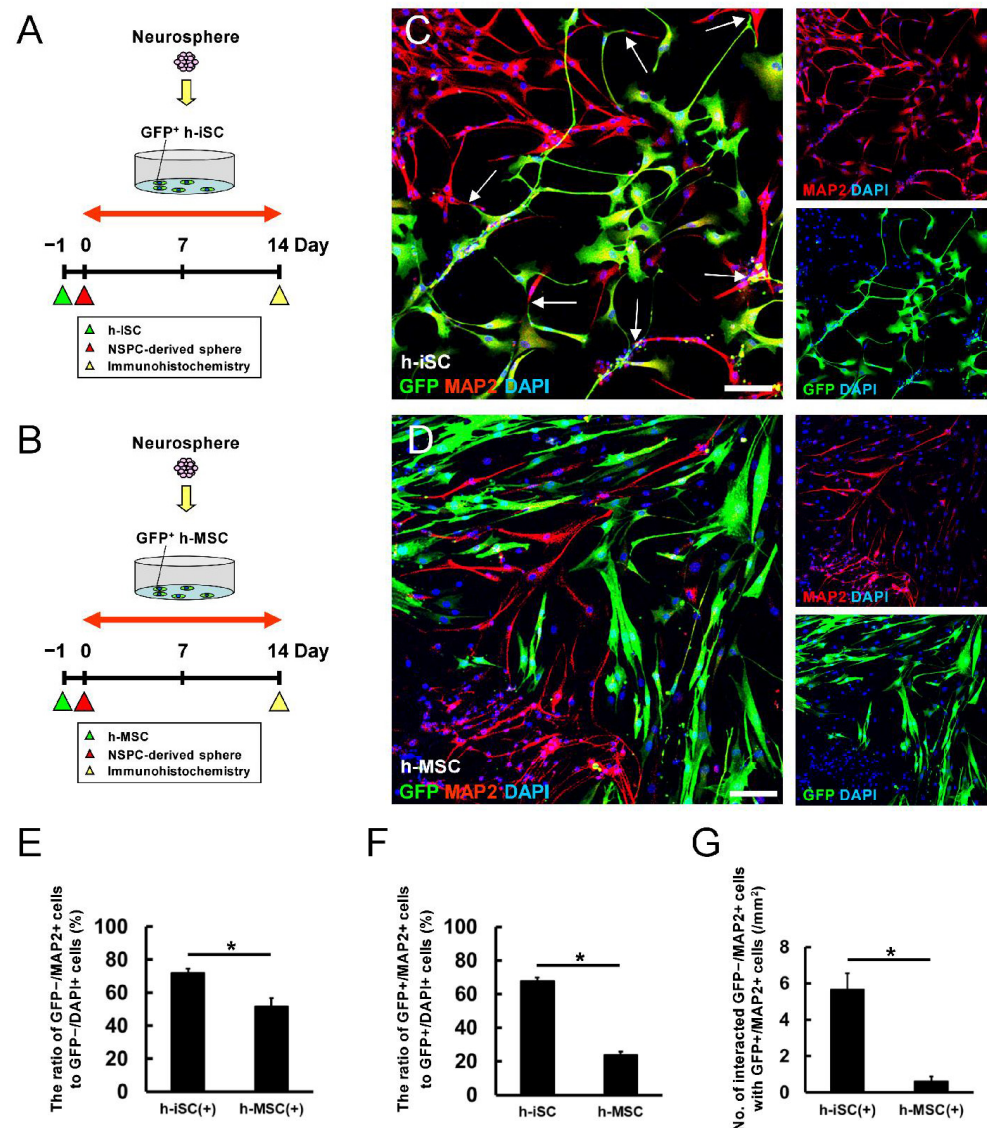 A
Neurosphere
GFP⁺ h-iSC
−1 0 7 14 Day
h-iSC
NSPC-derived sphere
Immunohistochemistry
B
Neurosphere
GFP⁺ h-MSC
−1 0 7 14 Day
h-MSC
NSPC-derived sphere
Immunohistochemistry
C
h-iSC
GFP MAP2 DAPI
MAP2 DAPI
GFP DAPI
D
h-MSC
GFP MAP2 DAPI
MAP2 DAPI
GFP DAPI
E
The ratio of GFP−/MAP2+ cells
to GFP−/DAPI+ cells (%)
100
80
60
40
20
0
*
h-iSC(+) h-MSC(+)
F
The ratio of GFP+/MAP2+ cells
to GFP+/DAPI+ cells (%)
100
80
60
40
20
0
*
h-iSC h-MSC
G
No. of interacted GFP−/MAP2+ cells
with GFP+/MAP2+ cells (/mm²)
6
4
2
0
*
h-iSC(+) h-MSC(+)